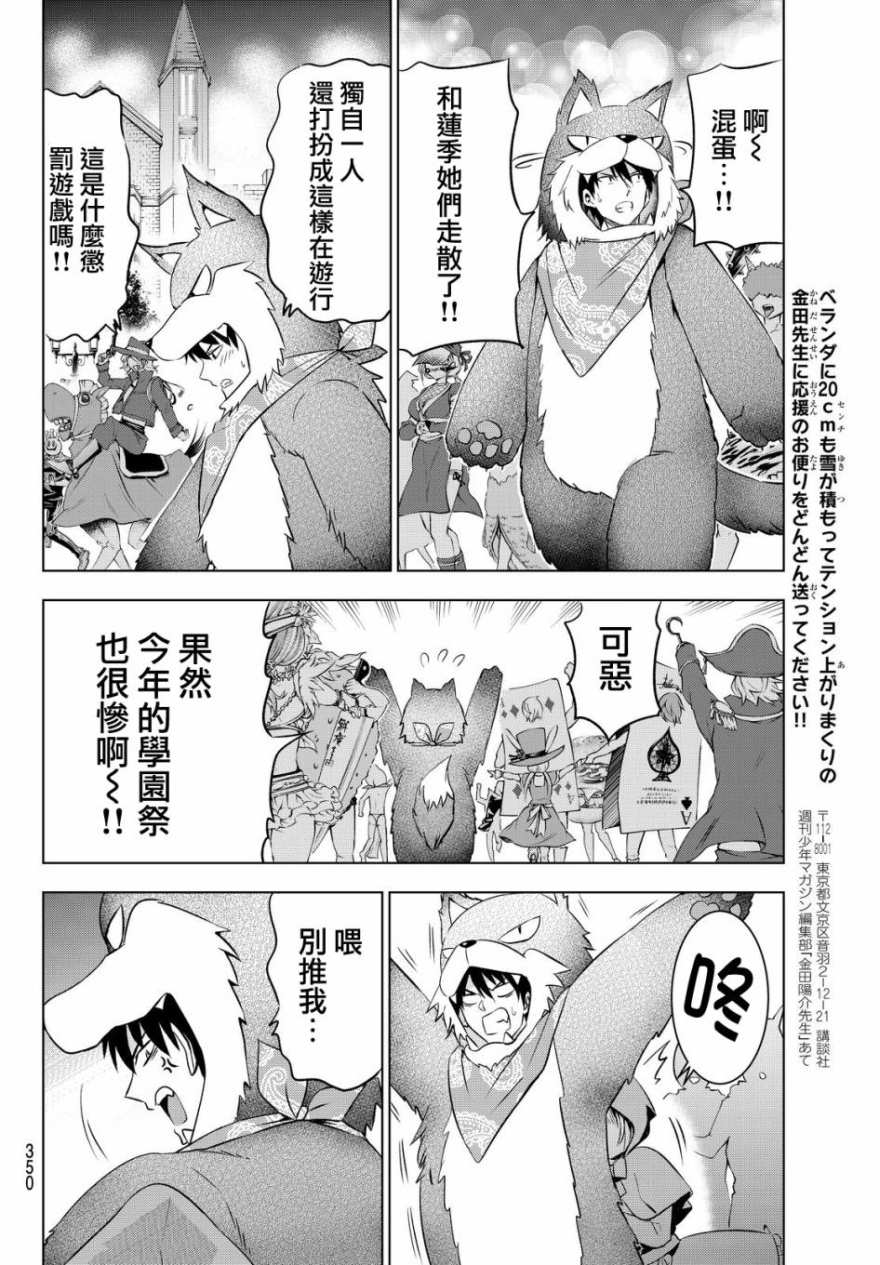 啊～
混蛋…!!
和蓮季她們走散了!!
獨自一人
還打扮成這樣在遊行
這是什麼懲
罰遊戲嗎!!
可惡
果然
今年的學園祭
也很慘啊～!!
咚
喂
別推我…
ベランダに20cmも雪が積もってテンション上がりまくりの
金田先生に応援のお便りをどんどん送ってください!!
〒112-8001 東京都文京区音羽2-12-21 講談社
週刊少年マガジン編集部「金田陽介先生」あて
350